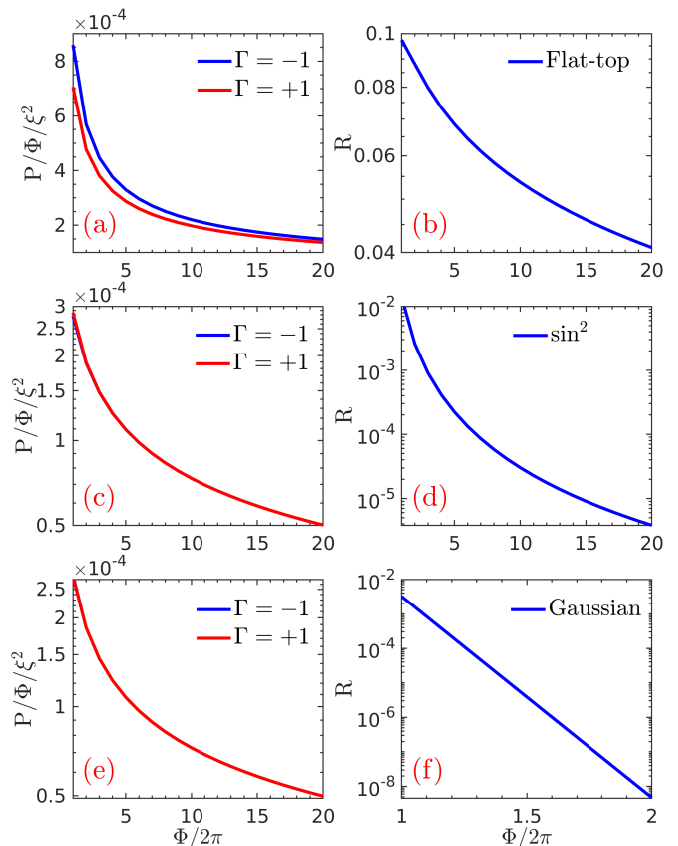 ×10⁻⁴
8
6
4
2
P/Φ/ξ²
Γ = −1
Γ = +1
(a)
5 10 15 20
0.1
0.08
0.06
0.04
R
Flat-top
(b)
5 10 15 20
×10⁻⁴
3
2.5
2
1.5
1
0.5
P/Φ/ξ²
Γ = −1
Γ = +1
(c)
5 10 15 20
10⁻²
10⁻³
10⁻⁴
10⁻⁵
R
sin²
(d)
5 10 15 20
×10⁻⁴
2.5
2
1.5
1
0.5
P/Φ/ξ²
Γ = −1
Γ = +1
(e)
5 10 15 20
Φ/2π
10⁻²
10⁻⁴
10⁻⁶
10⁻⁸
R
Gaussian
(f)
1 1.5 2
Φ/2π